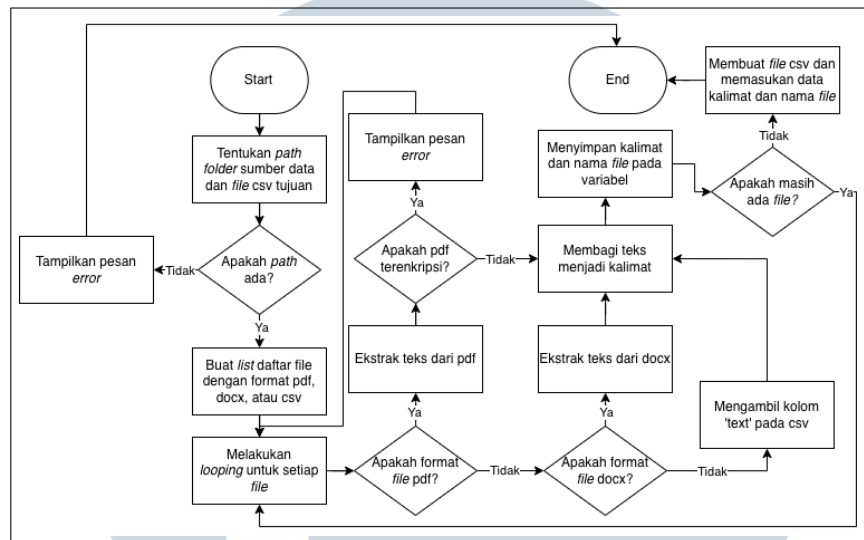 Start
Tentukan path
folder sumber data
dan file csv tujuan
Apakah path
ada?
Tidak
Tampilkan pesan
error
Ya
Buat list daftar file
dengan format pdf,
docx, atau csv
Melakukan
looping untuk setiap
file
Apakah format
file pdf?
Ya
Ekstrak teks dari pdf
Apakah pdf
terenkripsi?
Ya
Tampilkan pesan
error
Tidak
Tidak
Apakah format
file docx?
Ya
Ekstrak teks dari docx
Tidak
Mengambil kolom
'text' pada csv
Membagi teks
menjadi kalimat
Menyimpan kalimat
dan nama file pada
variabel
Apakah masih
ada file?
Ya
Tidak
Membuat file csv dan
memasukan data
kalimat dan nama file
End